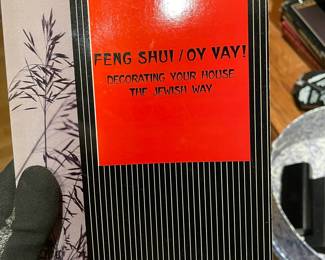 FENG SHUI / OY VAY!
DECORATING YOUR HOUSE
THE JEWISH WAY